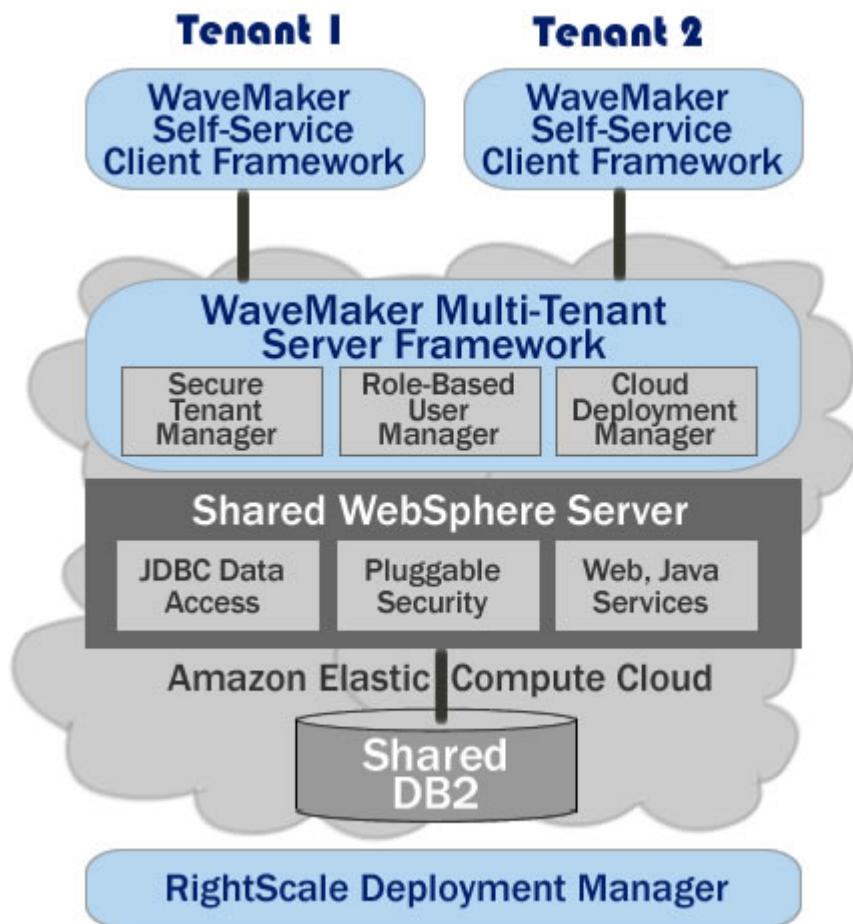 Tenant 1
Tenant 2
WaveMaker
Self-Service
Client Framework
WaveMaker
Self-Service
Client Framework
WaveMaker Multi-Tenant
Server Framework
Secure
Tenant
Manager
Role-Based
User
Manager
Cloud
Deployment
Manager
Shared WebSphere Server
JDBC Data
Access
Pluggable
Security
Web, Java
Services
Amazon Elastic Compute Cloud
Shared
DB2
RightScale Deployment Manager